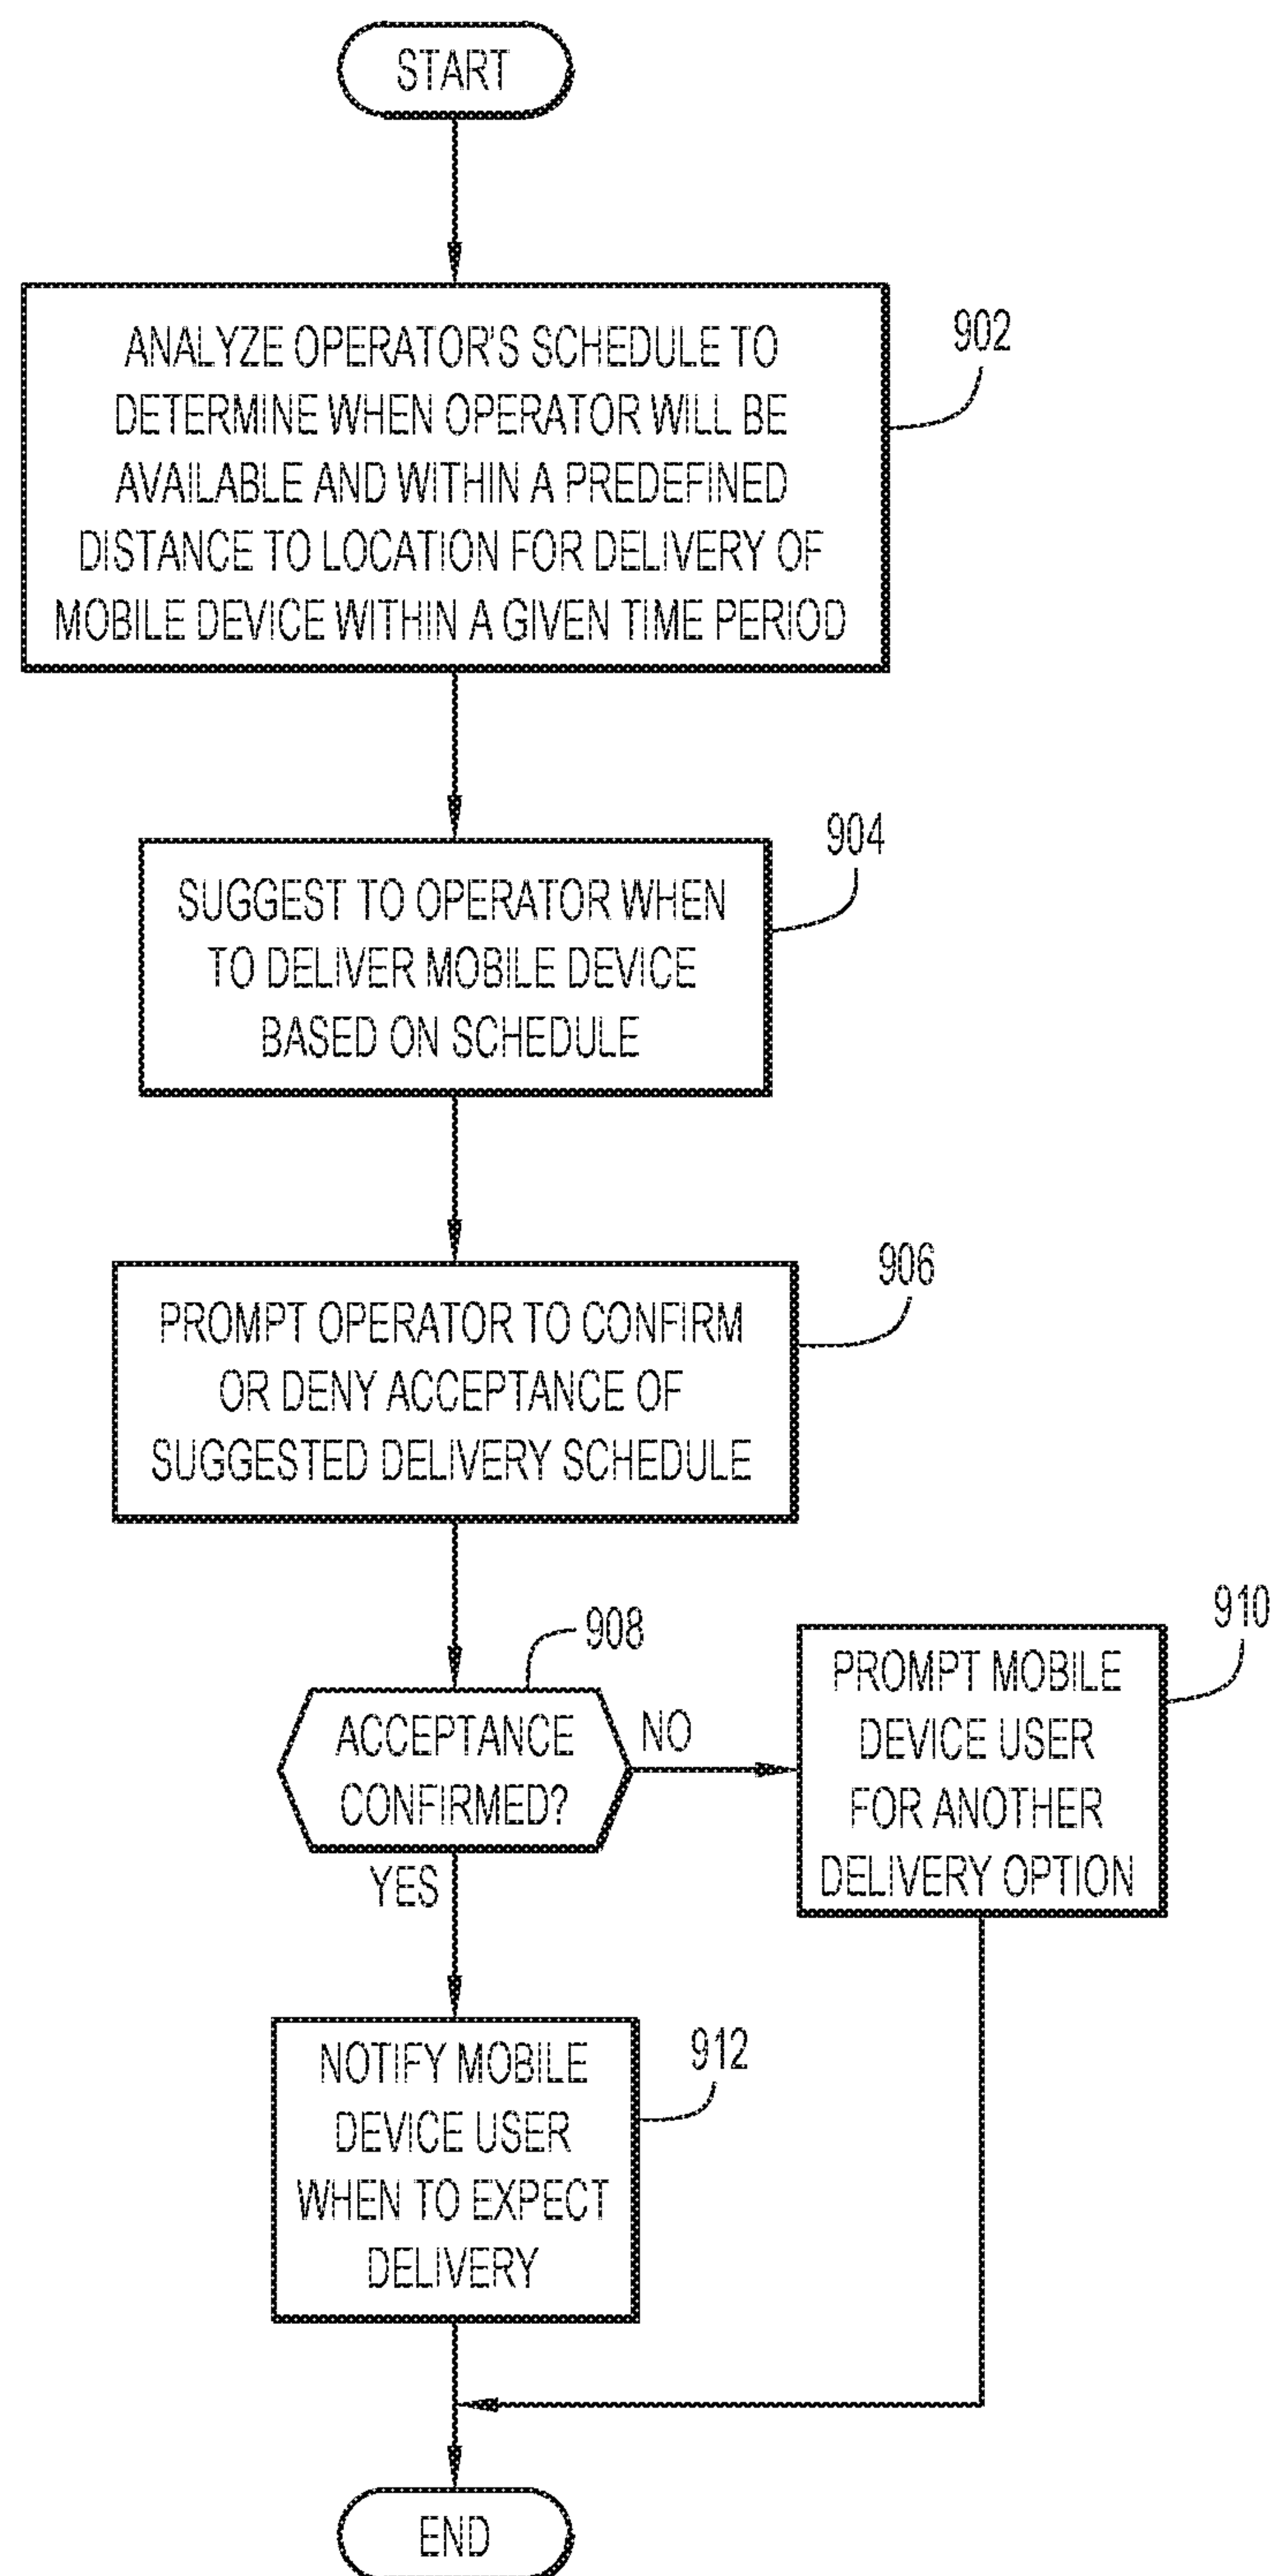 START
ANALYZE OPERATOR'S SCHEDULE TO
DETERMINE WHEN OPERATOR WILL BE
AVAILABLE AND WITHIN A PREDEFINED
DISTANCE TO LOCATION FOR DELIVERY OF
MOBILE DEVICE WITHIN A GIVEN TIME PERIOD
902
SUGGEST TO OPERATOR WHEN
TO DELIVER MOBILE DEVICE
BASED ON SCHEDULE
904
PROMPT OPERATOR TO CONFIRM
OR DENY ACCEPTANCE OF
SUGGESTED DELIVERY SCHEDULE
906
ACCEPTANCE
CONFIRMED?
908
NO
PROMPT MOBILE
DEVICE USER
FOR ANOTHER
DELIVERY OPTION
910
YES
NOTIFY MOBILE
DEVICE USER
WHEN TO EXPECT
DELIVERY
912
END